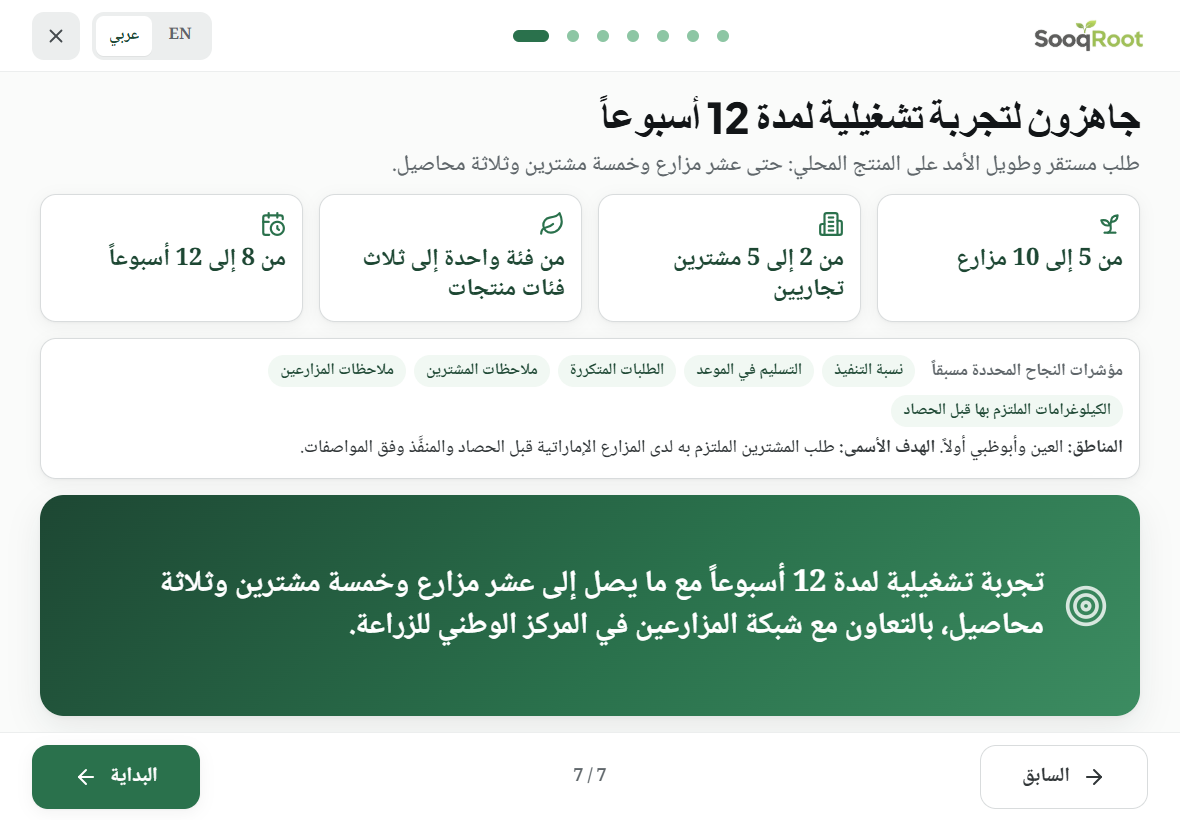 SooqRoot
عربي
EN
جاهزون لتجربة تشغيلية لمدة 12 أسبوعاً
طلب مستقر وطويل الأمد على المنتج المحلي: حتى عشر مزارع وخمسة مشترين وثلاثة محاصيل.
من 5 إلى 10 مزارع
من 2 إلى 5 مشترين
تجاريين
من فئة واحدة إلى ثلاث
فئات منتجات
من 8 إلى 12 أسبوعاً
مؤشرات النجاح المحددة مسبقاً
نسبة التنفيذ
التسليم في الموعد
الطلبات المتكررة
ملاحظات المشترين
ملاحظات المزارعين
الكيلوغرامات الملتزم بها قبل الحصاد
المناطق: العين وأبوظبي أولاً. الهدف الأسمى: طلب المشترين الملتزم به لدى المزارع الإماراتية قبل الحصاد والمنفَّذ وفق المواصفات.
تجربة تشغيلية لمدة 12 أسبوعاً مع ما يصل إلى عشر مزارع وخمسة مشترين وثلاثة
محاصيل، بالتعاون مع شبكة المزارعين في المركز الوطني للزراعة.
السابق
7 / 7
البداية